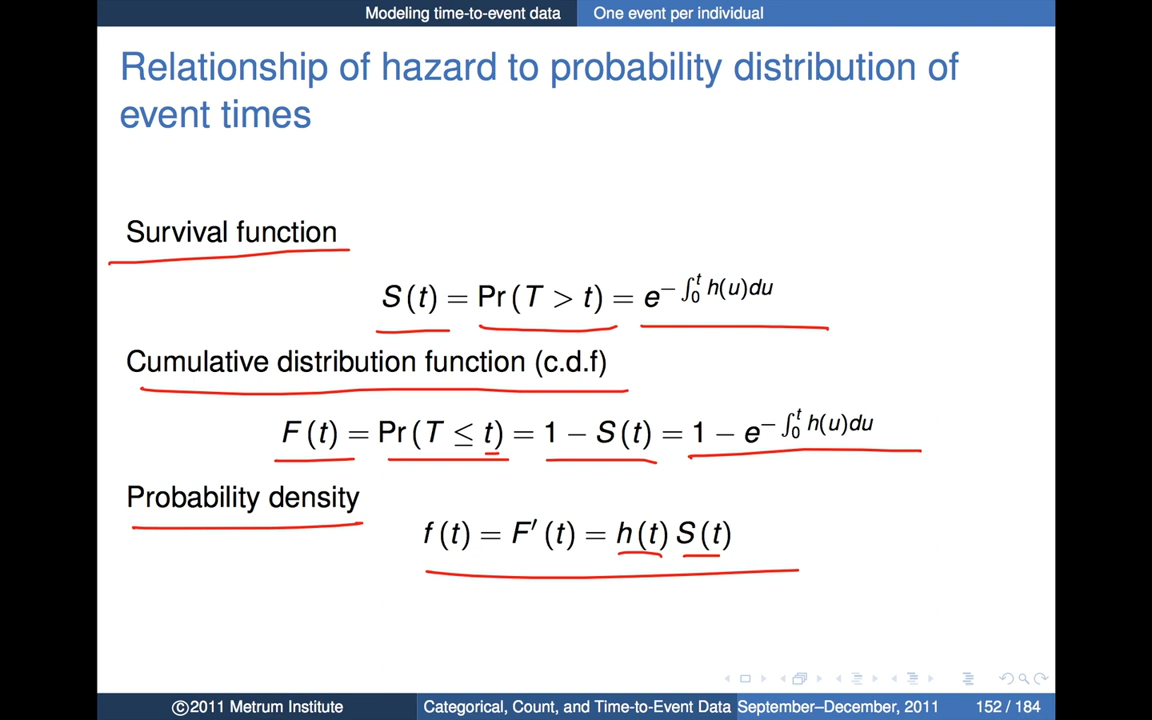 Modeling time-to-event data One event per individual
Relationship of hazard to probability distribution of
event times
Survival function
S(t) = Pr(T > t) = e^{−∫_0^t h(u)du}
Cumulative distribution function (c.d.f)
F(t) = Pr(T ≤ t) = 1 − S(t) = 1 − e^{−∫_0^t h(u)du}
Probability density
f(t) = F′(t) = h(t) S(t)
©2011 Metrum Institute Categorical, Count, and Time-to-Event Data September–December, 2011 152 / 184